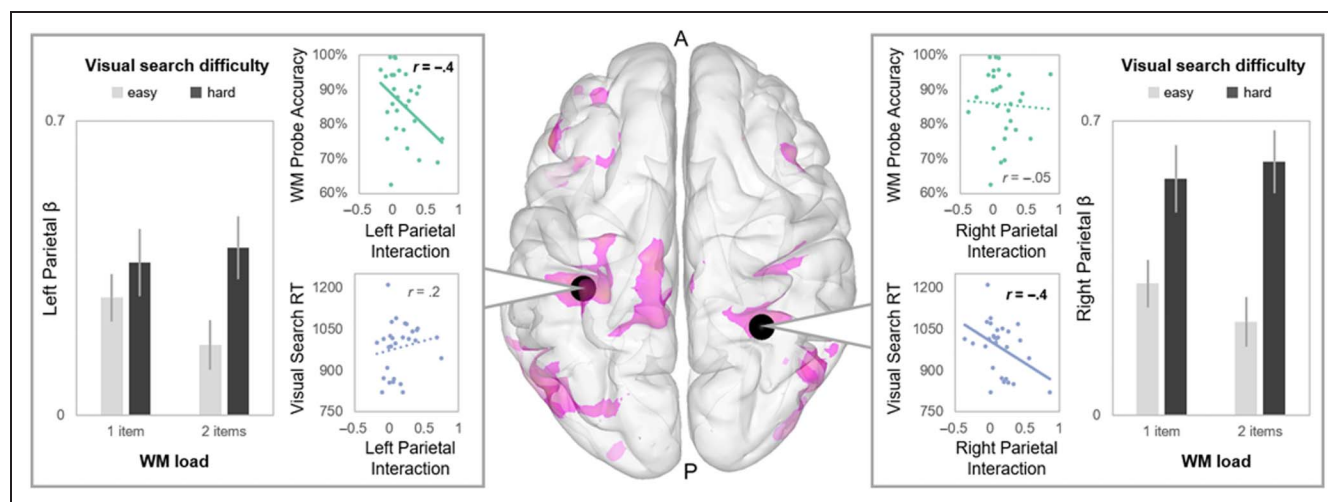 Visual search difficulty
easy hard
0.7
Left Parietal β
0
1 item 2 items
WM load
WM Probe Accuracy
100%
90%
80%
70%
60%
r = –.4
–0.5 0 0.5 1
Left Parietal
Interaction
Visual Search RT
1200
1050
900
750
r = .2
–0.5 0 0.5 1
Left Parietal
Interaction
A
P
WM Probe Accuracy
100%
90%
80%
70%
60%
r = –.05
–0.5 0 0.5 1
Right Parietal
Interaction
Visual Search RT
1200
1050
900
750
r = –.4
–0.5 0 0.5 1
Right Parietal
Interaction
Visual search difficulty
easy hard
0.7
Right Parietal β
0
1 item 2 items
WM load